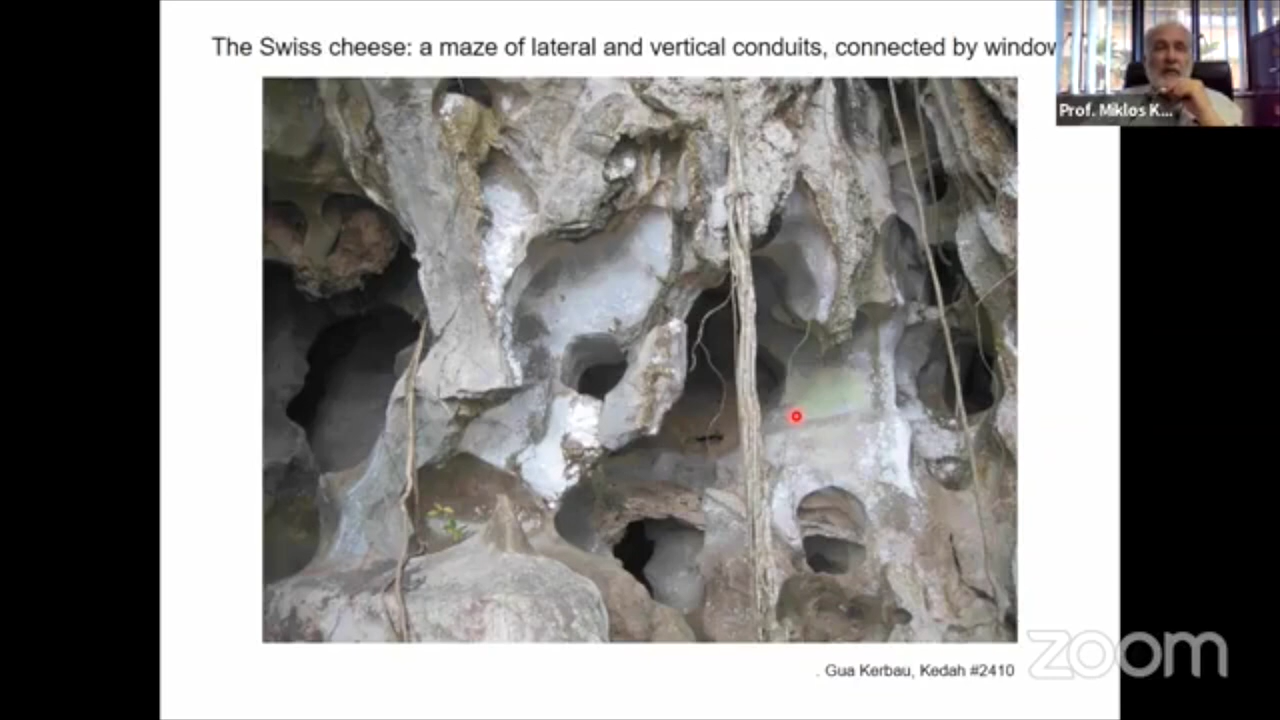 The Swiss cheese: a maze of lateral and vertical conduits, connected by window
Prof. Miklos K...
. Gua Kerbau, Kedah #2410
zoom